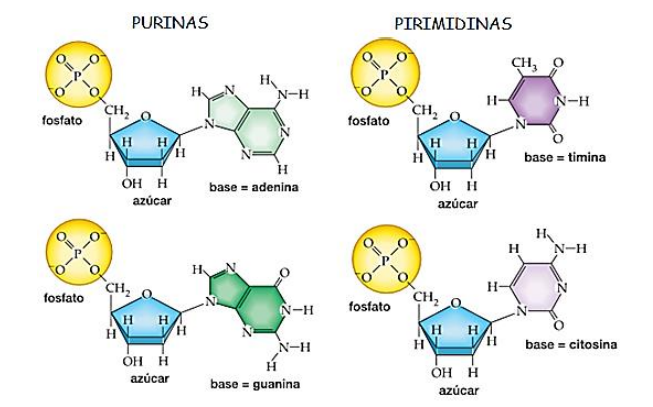 PURINAS
PIRIMIDINAS
O O⁻
P
⁻O O
CH₂
fosfato
O
H H
H H
OH H
azúcar
H
N
N
N
N
H
N–H
H
base = adenina
O O⁻
P
⁻O O
CH₂
fosfato
O
H H
H H
OH H
azúcar
CH₃
O
H
N–H
N
O
base = timina
O O⁻
P
⁻O O
CH₂
fosfato
O
H H
H H
OH H
azúcar
H
N
O
N
N–H
N
N–H
H
base = guanina
O O⁻
P
⁻O O
CH₂
fosfato
O
H H
H H
OH H
azúcar
H
N–H
H
H
N
N
O
base = citosina